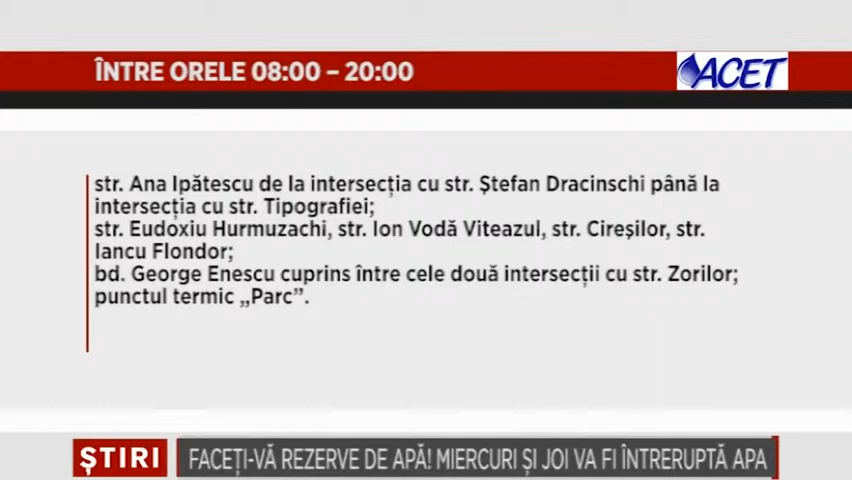 ÎNTRE ORELE 08:00 – 20:00
ACET
str. Ana Ipătescu de la intersecția cu str. Ștefan Dracinschi până la
intersecția cu str. Tipografiei;
str. Eudoxiu Hurmuzachi, str. Ion Vodă Viteazul, str. Cireșilor, str.
Iancu Flondor;
bd. George Enescu cuprins între cele două intersecții cu str. Zorilor;
punctul termic „Parc”.
ȘTIRI
FACEȚI-VĂ REZERVE DE APĂ! MIERCURI ȘI JOI VA FI ÎNTRERUPTĂ APA